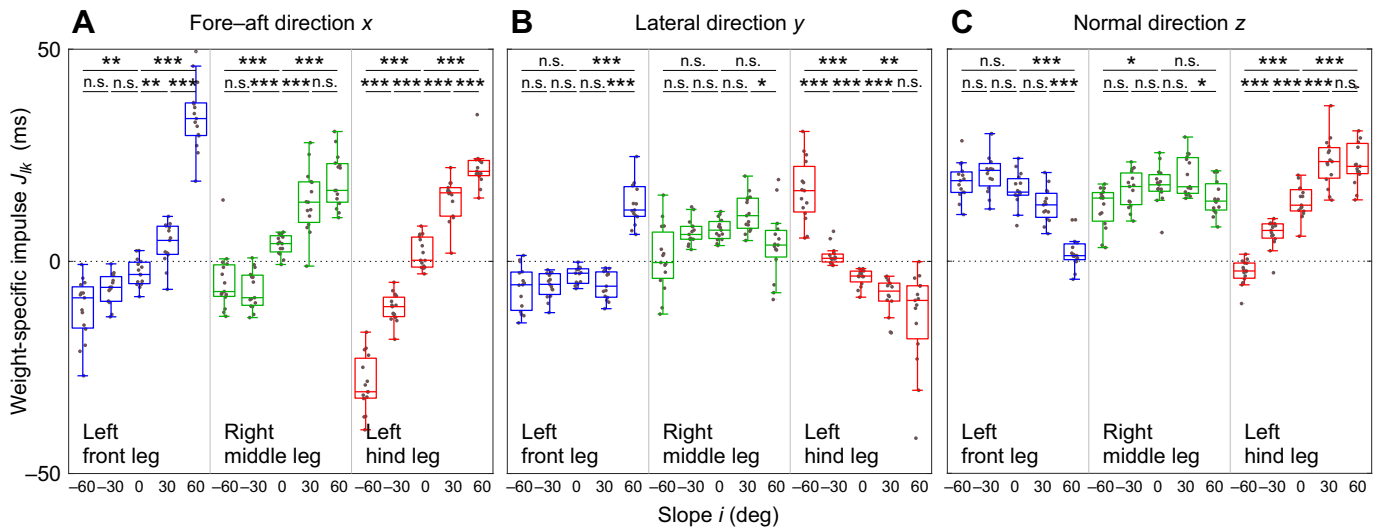 A Fore–aft direction x
B Lateral direction y
C Normal direction z
Weight-specific impulse Jlk (ms)
50
0
–50
** *** *** *** *** ***
n.s. n.s. ** *** n.s. *** *** n.s. *** *** *** ***
n.s. *** n.s. n.s. *** **
n.s. n.s. n.s. *** n.s. n.s. n.s. * *** *** *** n.s.
n.s. *** * n.s. *** ***
n.s. n.s. n.s. *** n.s. n.s. n.s. * *** *** *** n.s.
Left
front leg
Right
middle leg
Left
hind leg
Left
front leg
Right
middle leg
Left
hind leg
Left
front leg
Right
middle leg
Left
hind leg
–60 –30 0 30 60 –60 –30 0 30 60 –60 –30 0 30 60
–60 –30 0 30 60 –60 –30 0 30 60 –60 –30 0 30 60
–60 –30 0 30 60 –60 –30 0 30 60 –60 –30 0 30 60
Slope i (deg)